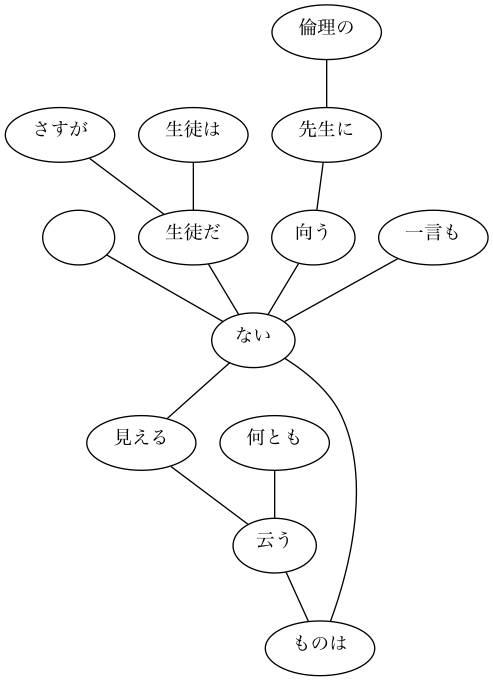 倫理の
さすが
生徒は
先生に
生徒だ
向う
一言も
ない
見える
何とも
云う
ものは